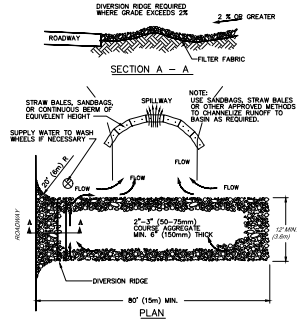 DIVERSION RIDGE REQUIRED
WHERE GRADE EXCEEDS 2%
2 % OR GREATER
ROADWAY
FILTER FABRIC
SECTION A – A
STRAW BALES, SANDBAGS,
OR CONTINUOUS BERM OF
EQUIVELENT HEIGHT
SPILLWAY
NOTE:
USE SANDBAGS, STRAW BALES
OR OTHER APPROVED METHODS
TO CHANNELIZE RUNOFF TO
BASIN AS REQUIRED.
SUPPLY WATER TO WASH
WHEELS IF NECESSARY
20' (6m) R
FLOW
FLOW
FLOW
FLOW
ROADWAY
A
A
2"-3" (50-75mm)
COURSE AGGREGATE
MIN. 6" (150mm) THICK
12' MIN.
(3.6m)
DIVERSION RIDGE
80' (15m) MIN.
PLAN